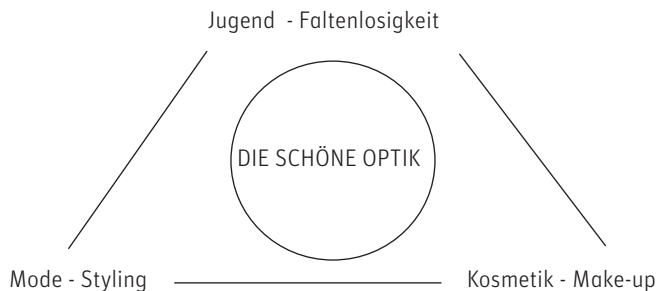 Jugend - Faltenlosigkeit
DIE SCHÖNE OPTIK
Mode - Styling
Kosmetik - Make-up